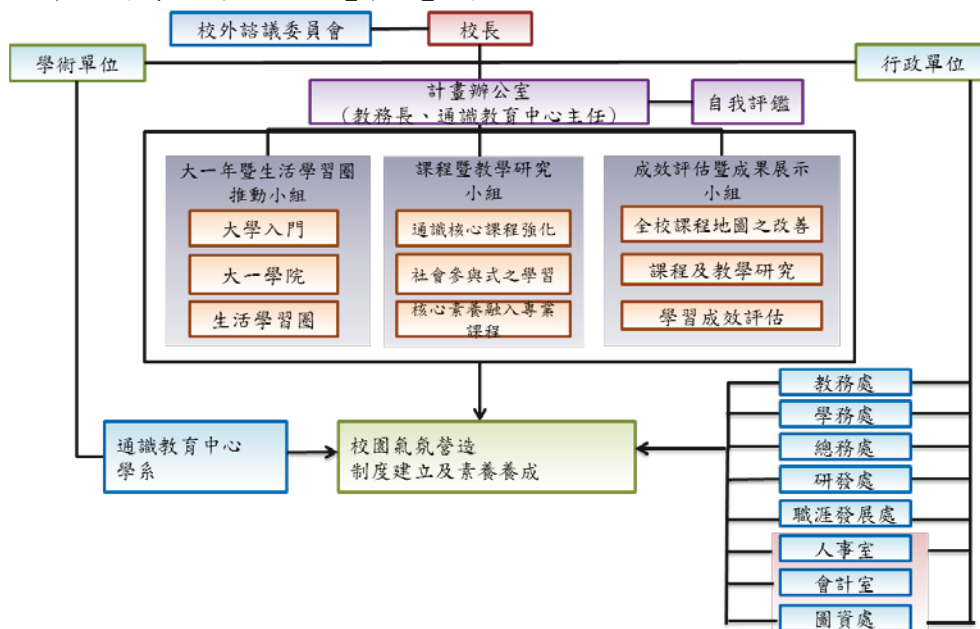 校外諮議委員會
校長
學術單位
行政單位
計畫辦公室
（教務長、通識教育中心主任）
自我評鑑
大一年暨生活學習圈
推動小組
大學入門
大一學院
生活學習圈
課程暨教學研究
小組
通識核心課程強化
社會參與式之學習
核心素養融入專業
課程
成效評估暨成果展示
小組
全校課程地圖之改善
課程及教學研究
學習成效評估
通識教育中心
學系
校園氣氛營造
制度建立及素養養成
教務處
學務處
總務處
研發處
職涯發展處
人事室
會計室
圖資處